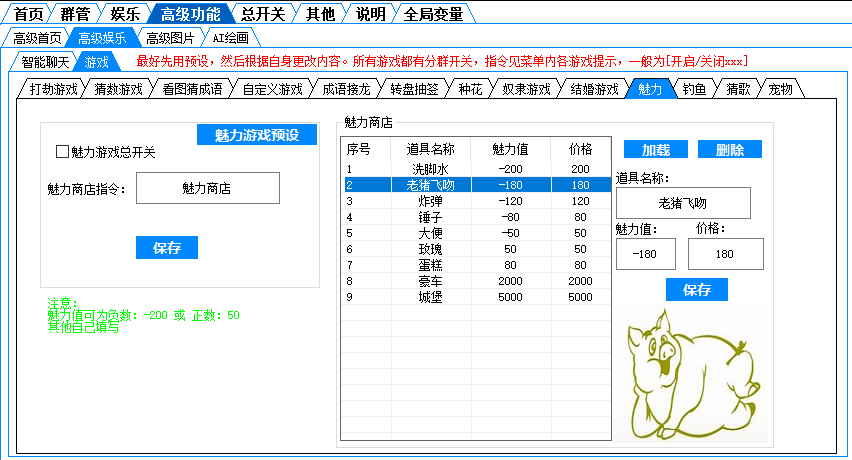 首页 群管 娱乐 高级功能 总开关 其他 说明 全局变量
高级首页 高级娱乐 高级图片 AI绘画
智能聊天 游戏 最好先用预设，然后根据自身更改内容。所有游戏都有分群开关，指令见菜单内各游戏提示，一般为[开启/关闭xxx]
打劫游戏 猜数游戏 看图猜成语 自定义游戏 成语接龙 转盘抽签 种花 奴隶游戏 结婚游戏 魅力 钓鱼 猜歌 宠物
魅力游戏预设
魅力游戏总开关
魅力商店指令： 魅力商店
保存
注意：
魅力值可为负数：-200 或 正数：50
其他自己填写
魅力商店
序号 道具名称 魅力值 价格
1 洗脚水 -200 200
2 老猪飞吻 -180 180
3 炸弹 -120 120
4 锤子 -80 80
5 大便 -50 50
6 玫瑰 50 50
7 蛋糕 80 80
8 豪车 2000 2000
9 城堡 5000 5000
加载 删除
道具名称：
老猪飞吻
魅力值： 价格：
-180 180
保存